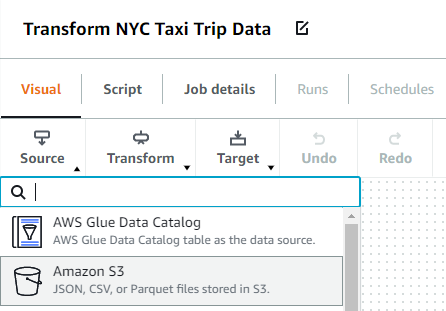 Transform NYC Taxi Trip Data
Visual Script Job details Runs Schedules
Source Transform Target Undo Redo
AWS Glue Data Catalog
AWS Glue Data Catalog table as the data source.
Amazon S3
JSON, CSV, or Parquet files stored in S3.